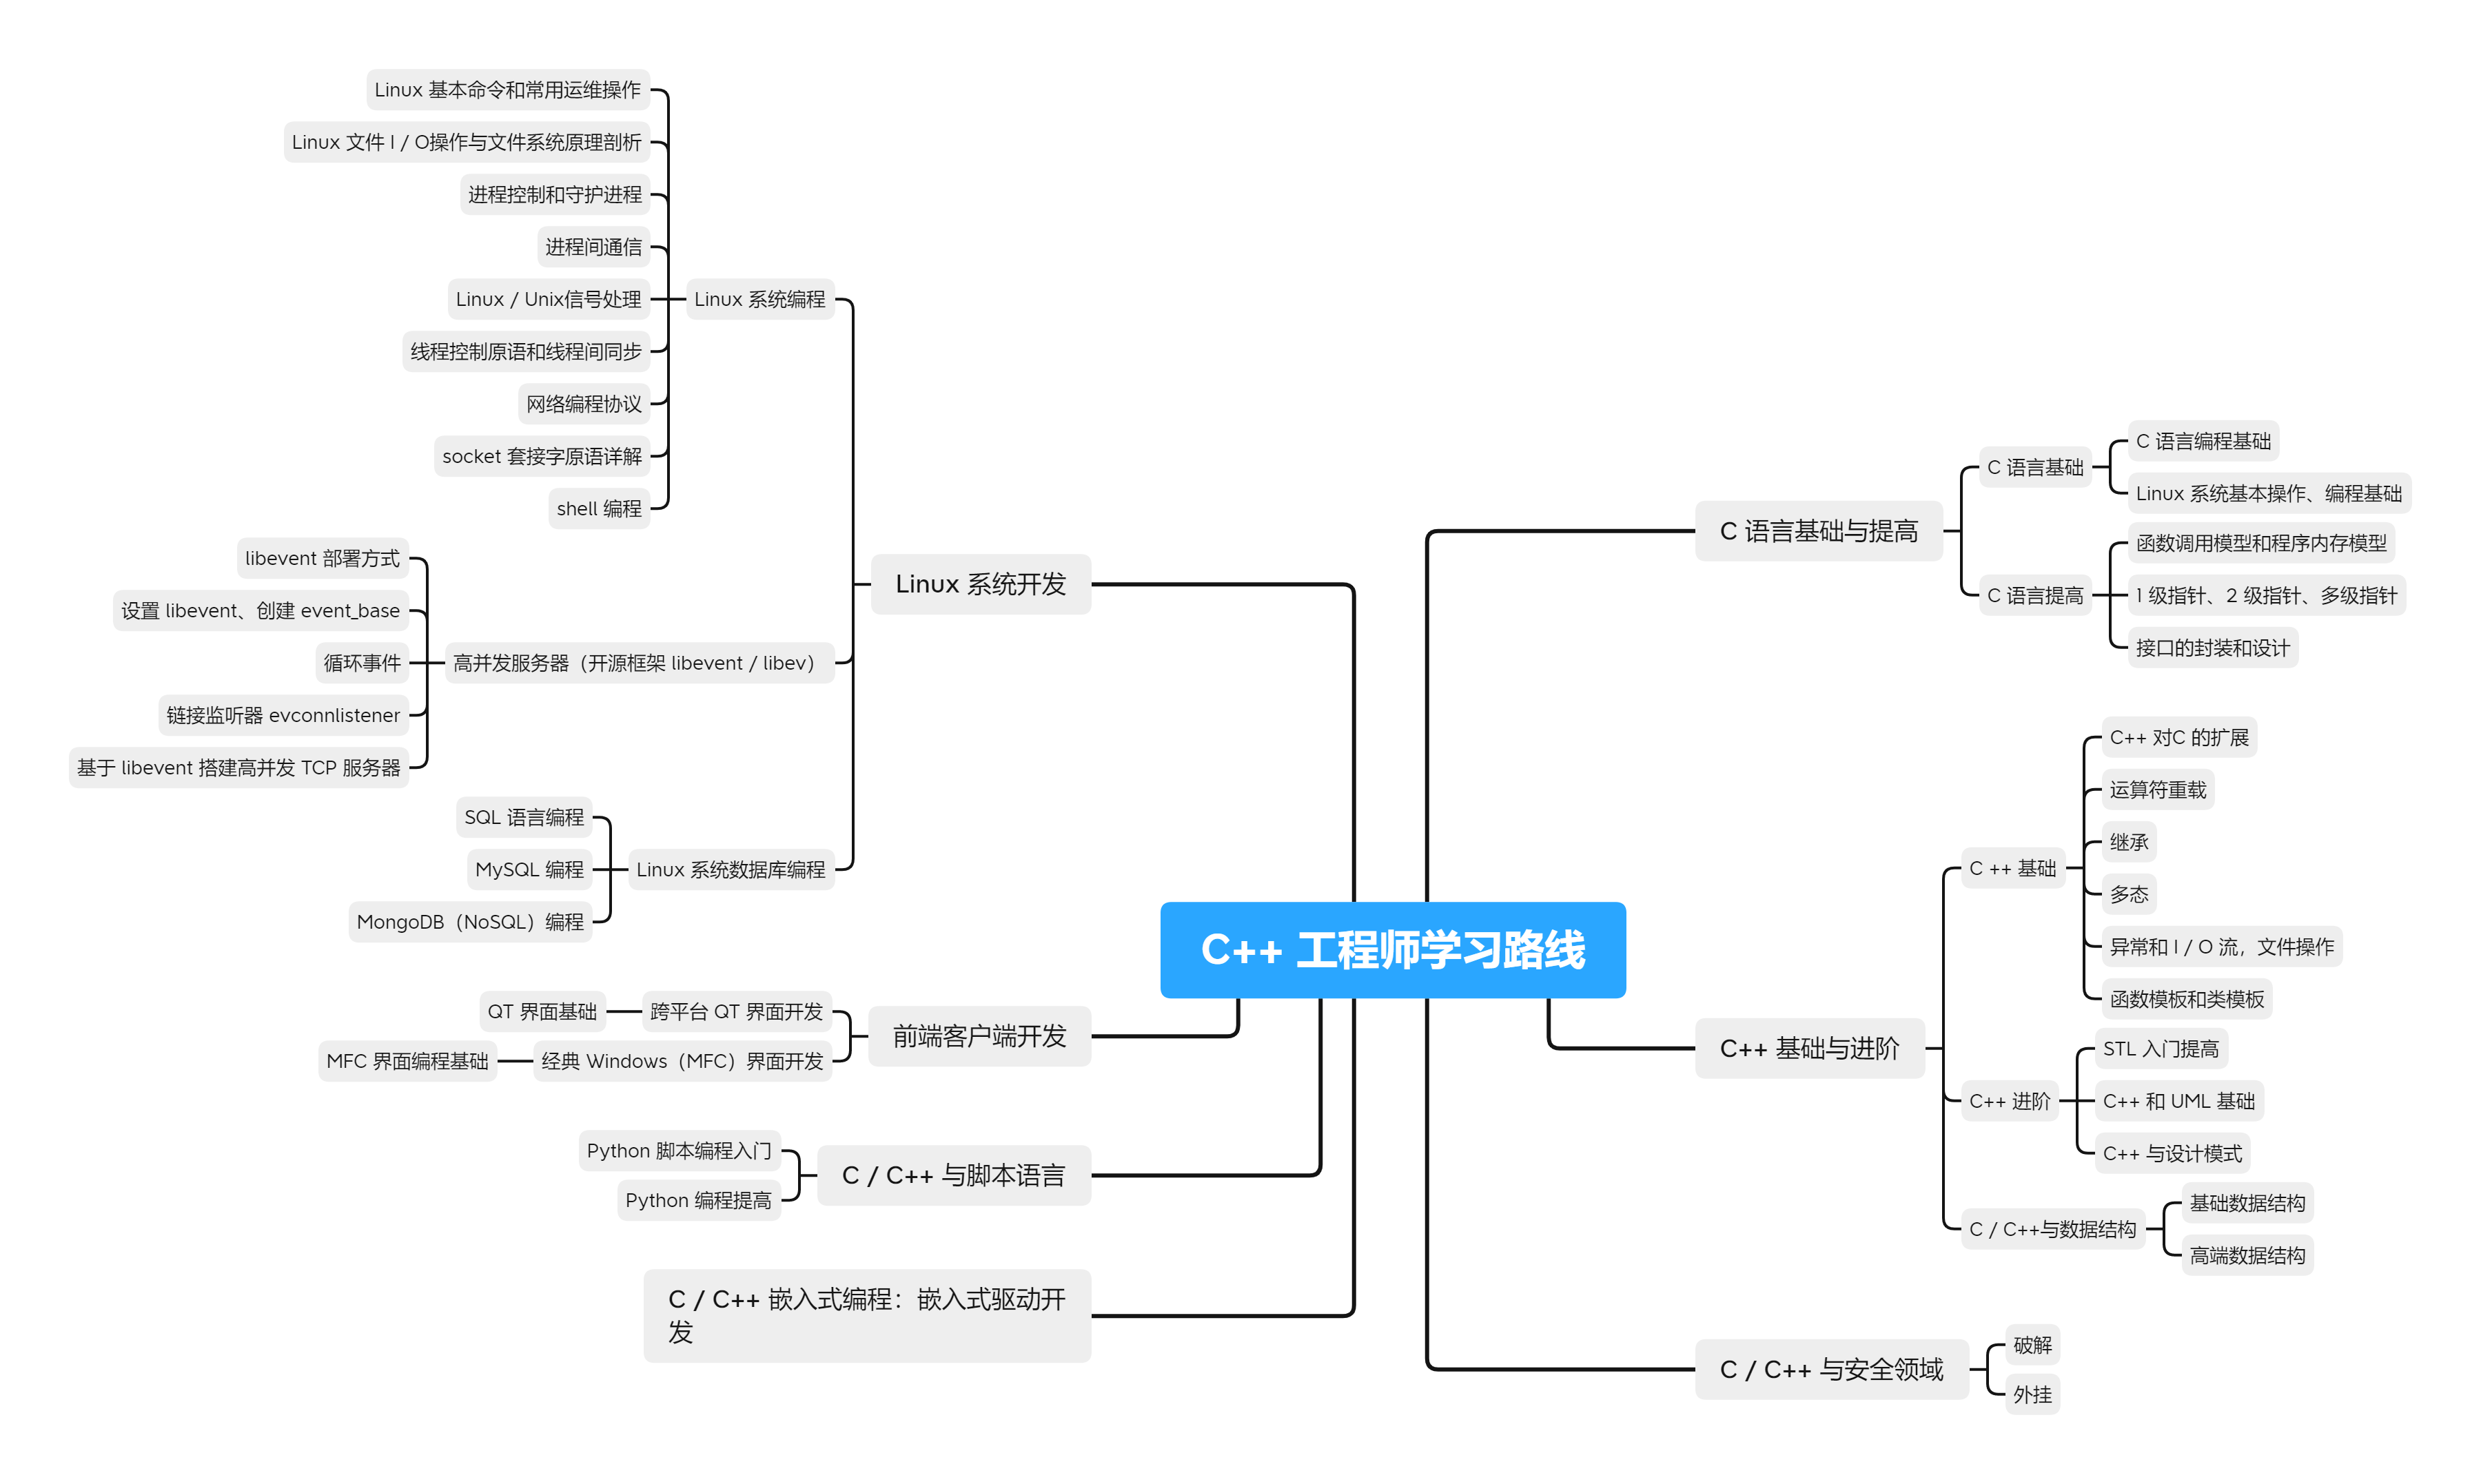 C++ 工程师学习路线
C 语言基础与提高
C 语言基础
C 语言编程基础
Linux 系统基本操作、编程基础
C 语言提高
函数调用模型和程序内存模型
1 级指针、2 级指针、多级指针
接口的封装和设计
C++ 基础与进阶
C ++ 基础
C++ 对C 的扩展
运算符重载
继承
多态
异常和 I / O 流，文件操作
函数模板和类模板
C++ 进阶
STL 入门提高
C++ 和 UML 基础
C++ 与设计模式
C / C++与数据结构
基础数据结构
高端数据结构
C / C++ 与安全领域
破解
外挂
Linux 系统开发
Linux 系统编程
Linux 基本命令和常用运维操作
Linux 文件 I / O操作与文件系统原理剖析
进程控制和守护进程
进程间通信
Linux / Unix信号处理
线程控制原语和线程间同步
网络编程协议
socket 套接字原语详解
shell 编程
高并发服务器（开源框架 libevent / libev）
libevent 部署方式
设置 libevent、创建 event_base
循环事件
链接监听器 evconnlistener
基于 libevent 搭建高并发 TCP 服务器
Linux 系统数据库编程
SQL 语言编程
MySQL 编程
MongoDB（NoSQL）编程
前端客户端开发
跨平台 QT 界面开发
QT 界面基础
经典 Windows（MFC）界面开发
MFC 界面编程基础
C / C++ 与脚本语言
Python 脚本编程入门
Python 编程提高
C / C++ 嵌入式编程：嵌入式驱动开
发